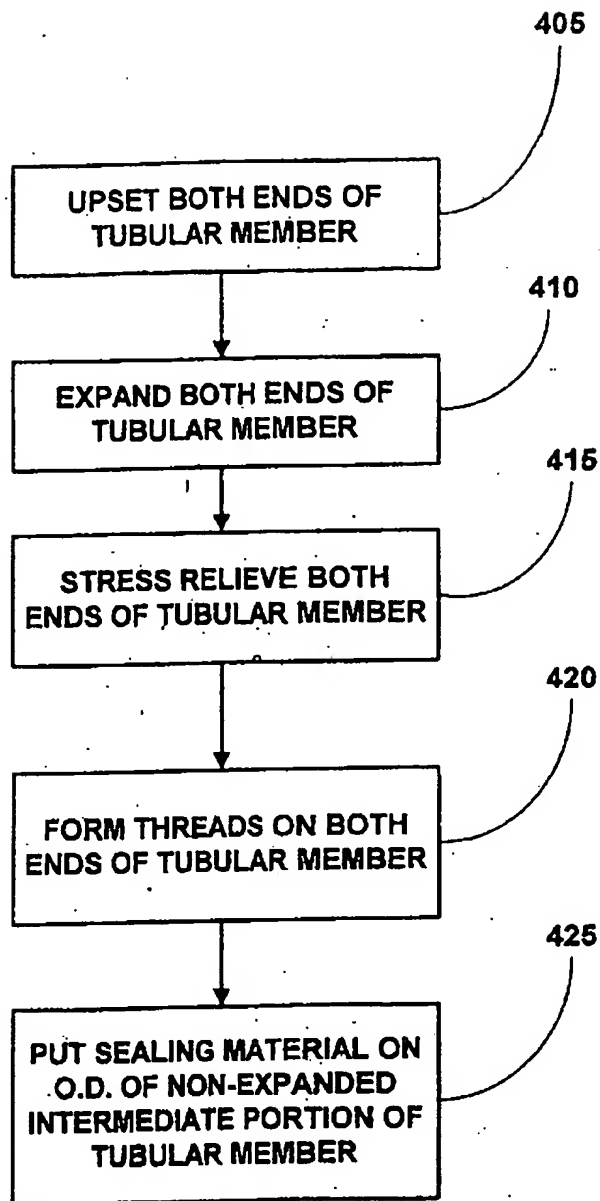 405
UPSET BOTH ENDS OF
TUBULAR MEMBER
410
EXPAND BOTH ENDS OF
TUBULAR MEMBER
415
STRESS RELIEVE BOTH
ENDS OF TUBULAR MEMBER
420
FORM THREADS ON BOTH
ENDS OF TUBULAR MEMBER
425
PUT SEALING MATERIAL ON
O.D. OF NON-EXPANDED
INTERMEDIATE PORTION OF
TUBULAR MEMBER